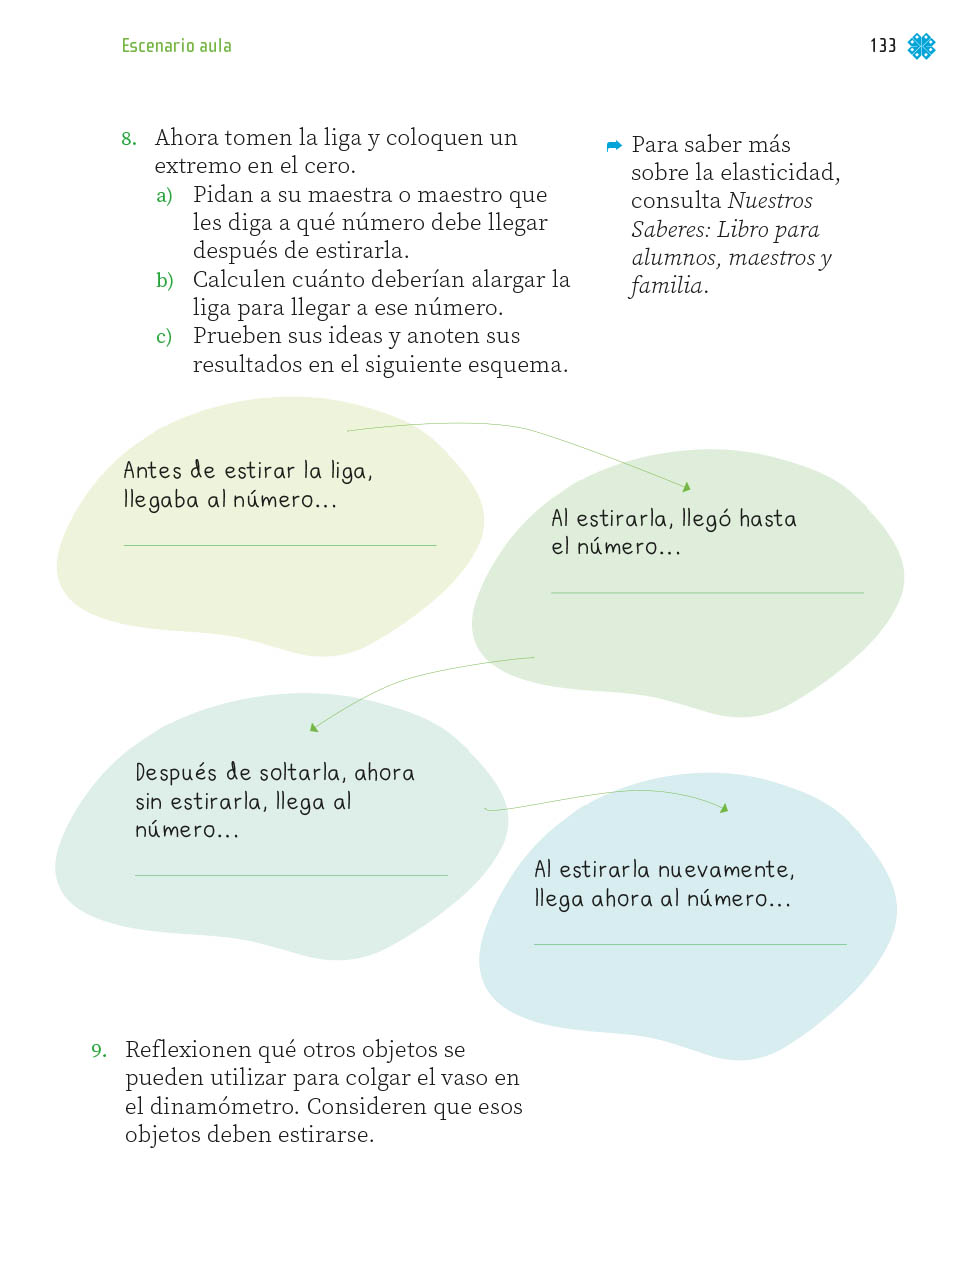 Escenario aula
133
8. Ahora tomen la liga y coloquen un
extremo en el cero.
a) Pidan a su maestra o maestro que
les diga a qué número debe llegar
después de estirarla.
b) Calculen cuánto deberían alargar la
liga para llegar a ese número.
c) Prueben sus ideas y anoten sus
resultados en el siguiente esquema.
Para saber más
sobre la elasticidad,
consulta Nuestros
Saberes: Libro para
alumnos, maestros y
familia.
Antes de estirar la liga,
llegaba al número...
Al estirarla, llegó hasta
el número...
Después de soltarla, ahora
sin estirarla, llega al
número...
Al estirarla nuevamente,
llega ahora al número...
9. Reflexionen qué otros objetos se
pueden utilizar para colgar el vaso en
el dinamómetro. Consideren que esos
objetos deben estirarse.